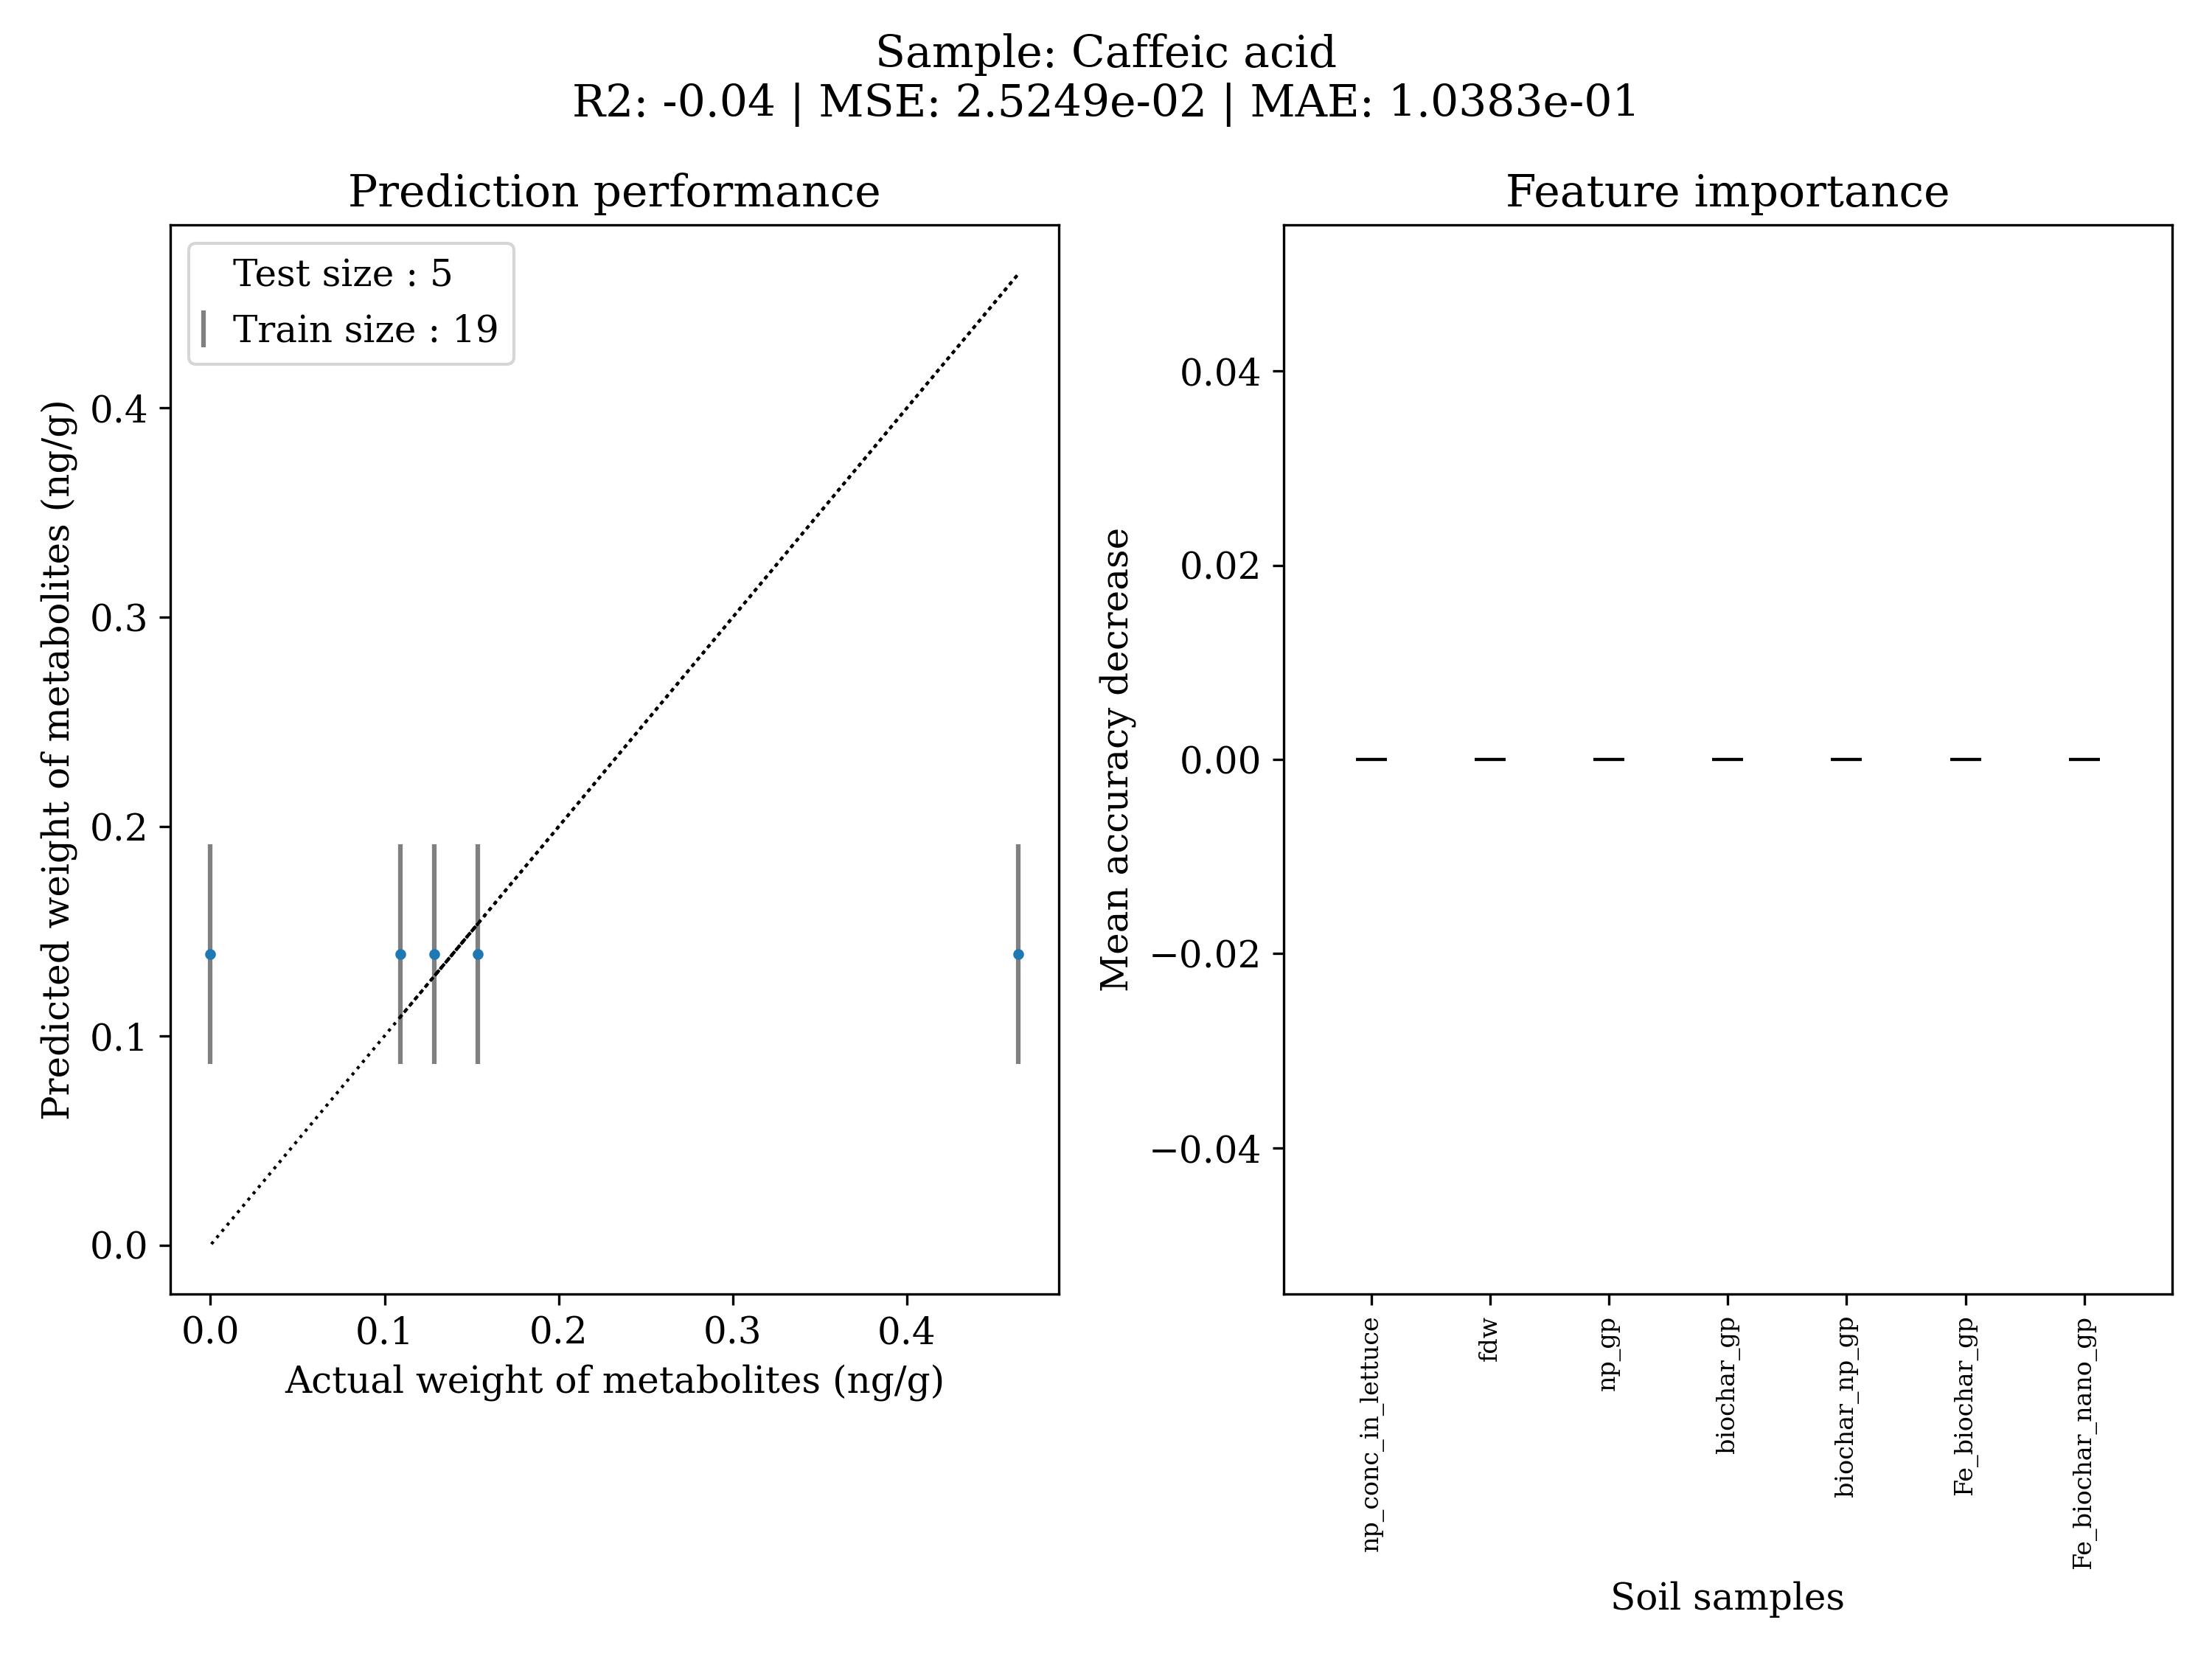 Sample: Caffeic acid
R2: -0.04 | MSE: 2.5249e-02 | MAE: 1.0383e-01
Prediction performance
Test size : 5
Train size : 19
Predicted weight of metabolites (ng/g)
0.4
0.3
0.2
0.1
0.0
0.0 0.1 0.2 0.3 0.4
Actual weight of metabolites (ng/g)
Feature importance
Mean accuracy decrease
0.04
0.02
0.00
−0.02
−0.04
np_conc_in_lettuce
fdw
np_gp
biochar_gp
biochar_np_gp
Fe_biochar_gp
Fe_biochar_nano_gp
Soil samples